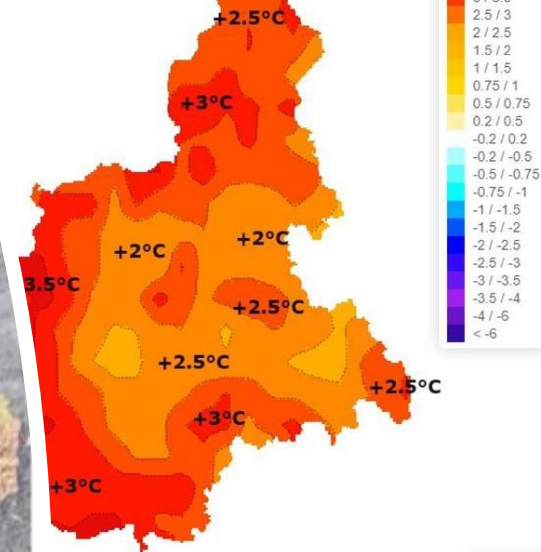 +2.5°C
+3°C
+2°C
+2°C
3.5°C
+2.5°C
+2.5°C
+2.5°C
+3°C
+3°C
2.5 / 3
2 / 2.5
1.5 / 2
1 / 1.5
0.75 / 1
0.5 / 0.75
0.2 / 0.5
-0.2 / 0.2
-0.2 / -0.5
-0.5 / -0.75
-0.75 / -1
-1 / -1.5
-1.5 / -2
-2 / -2.5
-2.5 / -3
-3 / -3.5
-3.5 / -4
-4 / -6
< -6